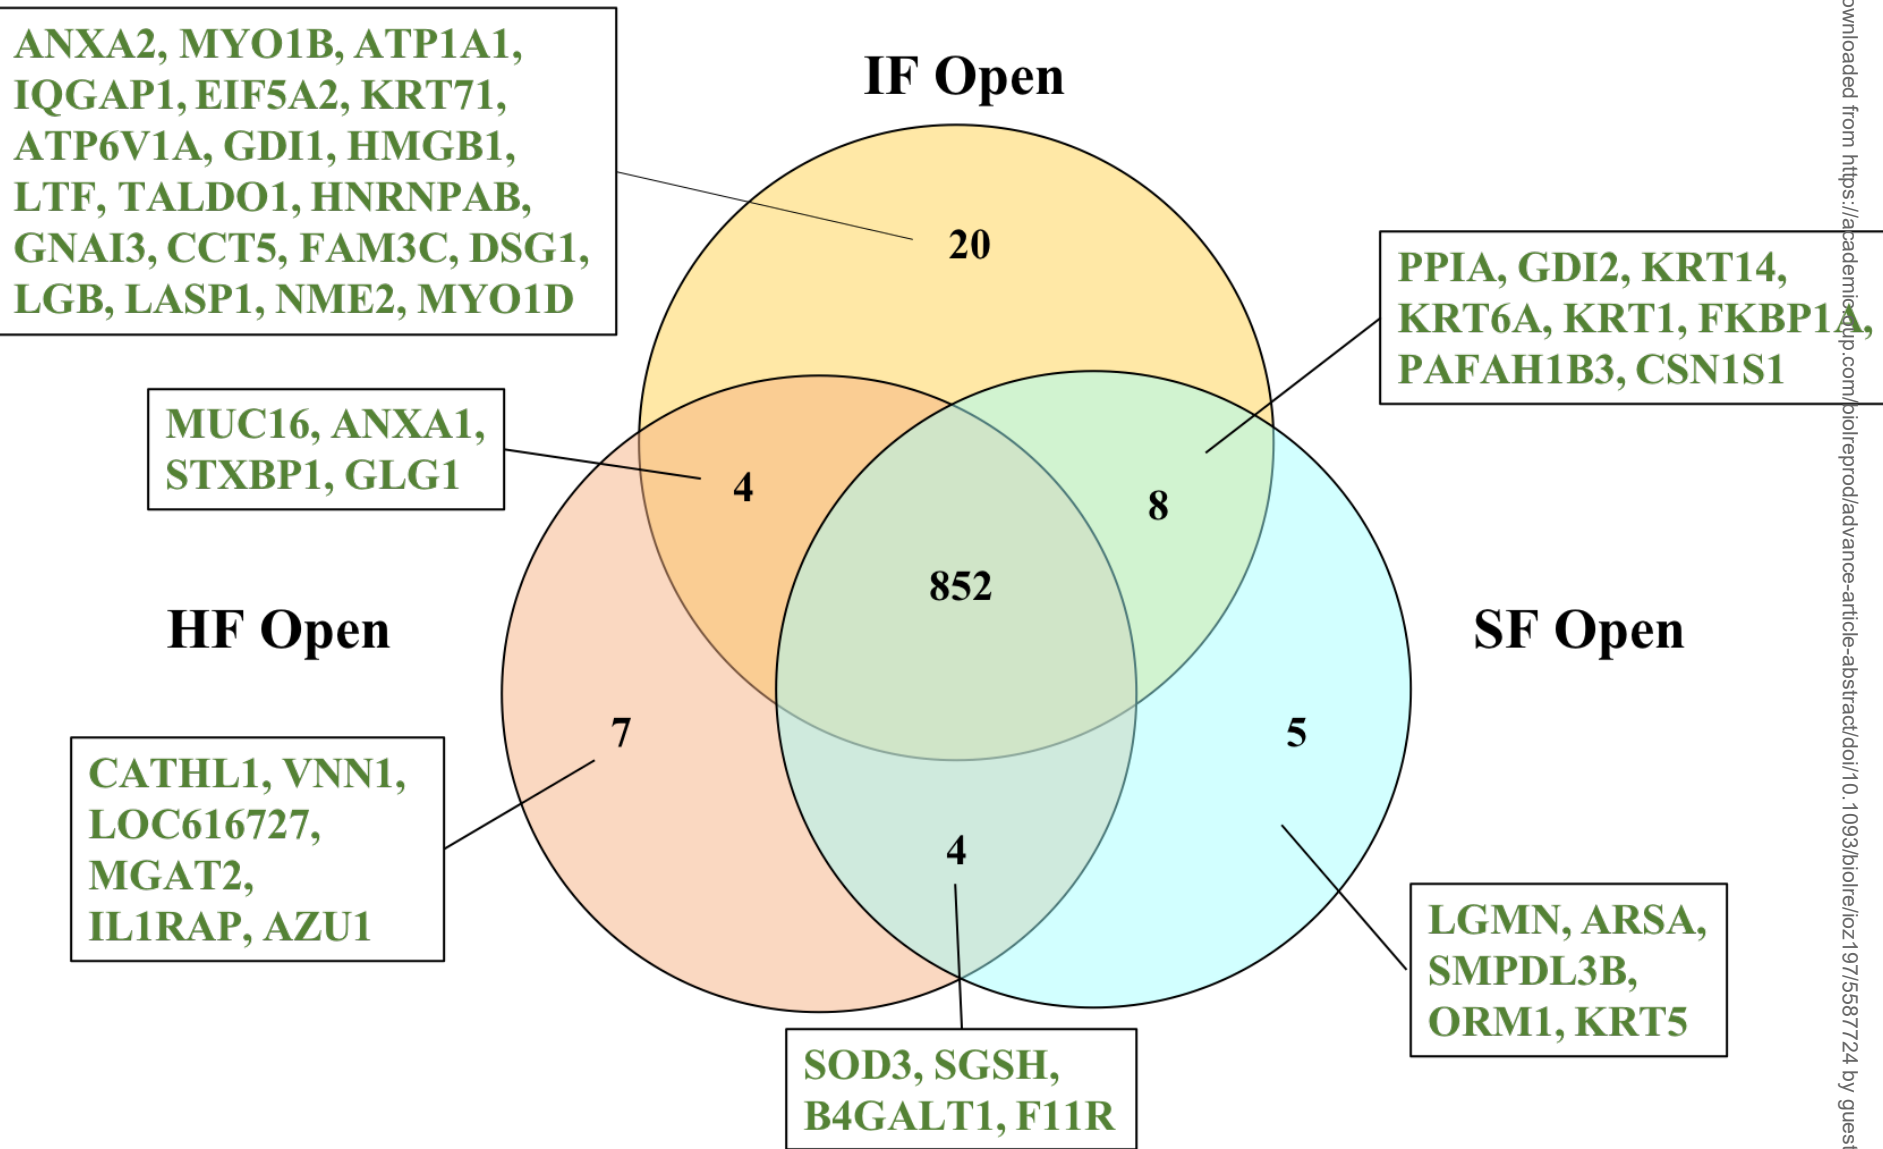 ANXA2, MYO1B, ATP1A1,
IQGAP1, EIF5A2, KRT71,
ATP6V1A, GDI1, HMGB1,
LTF, TALDO1, HNRNPAB,
GNAI3, CCT5, FAM3C, DSG1,
LGB, LASP1, NME2, MYO1D
IF Open
20
PPIA, GDI2, KRT14,
KRT6A, KRT1, FKBP1A,
PAFAH1B3, CSN1S1
MUC16, ANXA1,
STXBP1, GLG1
4
8
852
HF Open
SF Open
7
5
CATHL1, VNN1,
LOC616727,
MGAT2,
IL1RAP, AZU1
4
LGMN, ARSA,
SMPDL3B,
ORM1, KRT5
SOD3, SGSH,
B4GALT1, F11R
ownloaded from https://academic.oup.com/biolreprod/advance-article-abstract/doi/10.1093/biolre/ioz197/5587724 by guest